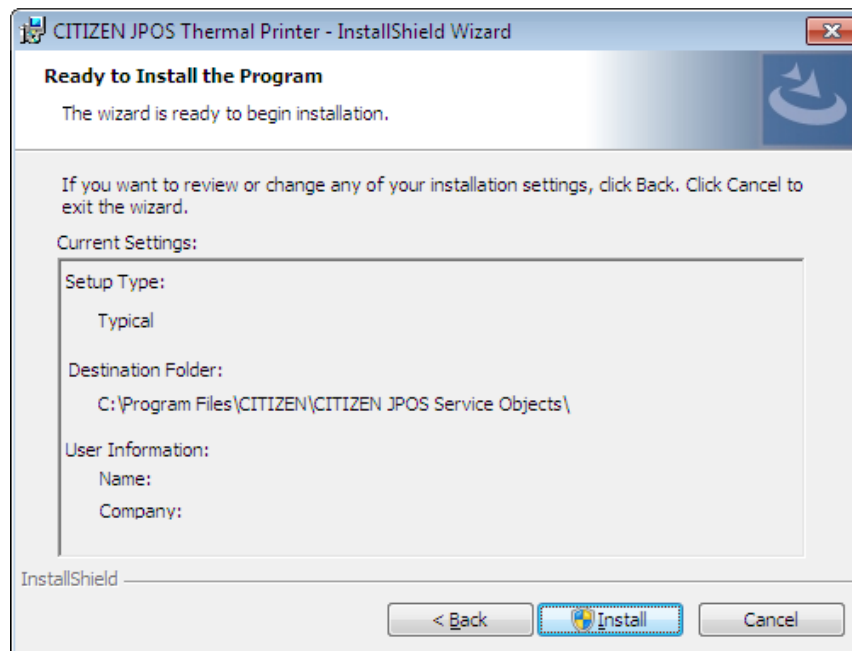 CITIZEN JPOS Thermal Printer - InstallShield Wizard
Ready to Install the Program
The wizard is ready to begin installation.
If you want to review or change any of your installation settings, click Back. Click Cancel to
exit the wizard.
Current Settings:
Setup Type:
Typical
Destination Folder:
C:\Program Files\CITIZEN\CITIZEN JPOS Service Objects\
User Information:
Name:
Company:
InstallShield
< Back
Install
Cancel